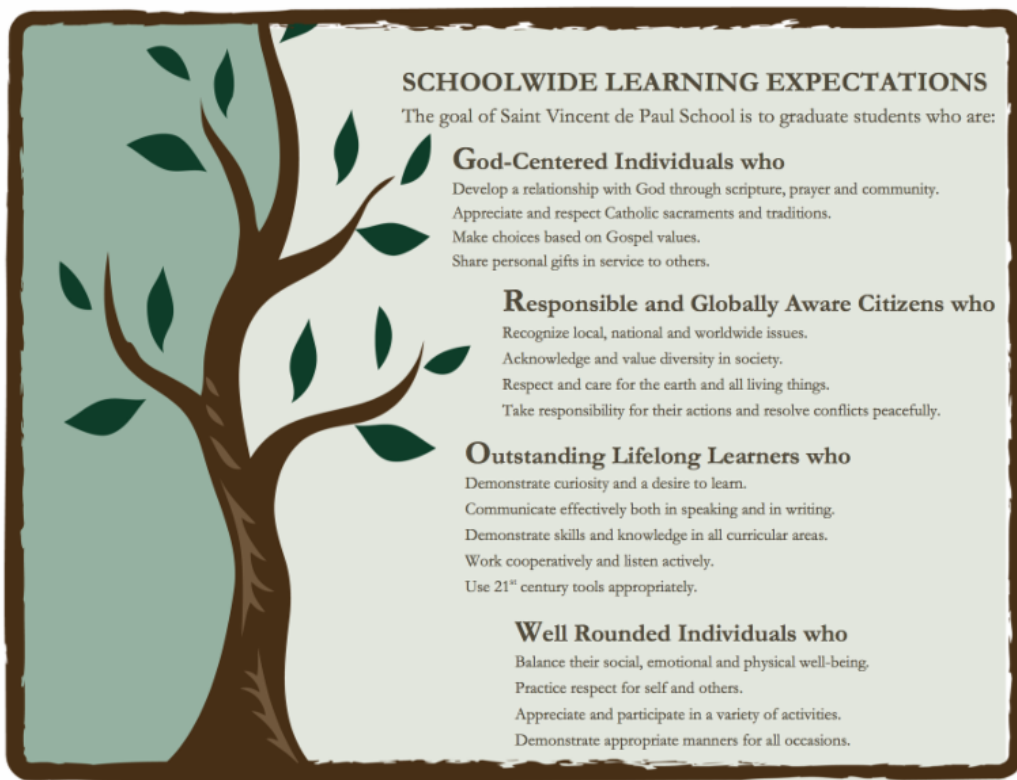 SCHOOLWIDE LEARNING EXPECTATIONS
The goal of Saint Vincent de Paul School is to graduate students who are:
God-Centered Individuals who
Develop a relationship with God through scripture, prayer and community.
Appreciate and respect Catholic sacraments and traditions.
Make choices based on Gospel values.
Share personal gifts in service to others.
Responsible and Globally Aware Citizens who
Recognize local, national and worldwide issues.
Acknowledge and value diversity in society.
Respect and care for the earth and all living things.
Take responsibility for their actions and resolve conflicts peacefully.
Outstanding Lifelong Learners who
Demonstrate curiosity and a desire to learn.
Communicate effectively both in speaking and in writing.
Demonstrate skills and knowledge in all curricular areas.
Work cooperatively and listen actively.
Use 21st century tools appropriately.
Well Rounded Individuals who
Balance their social, emotional and physical well-being.
Practice respect for self and others.
Appreciate and participate in a variety of activities.
Demonstrate appropriate manners for all occasions.